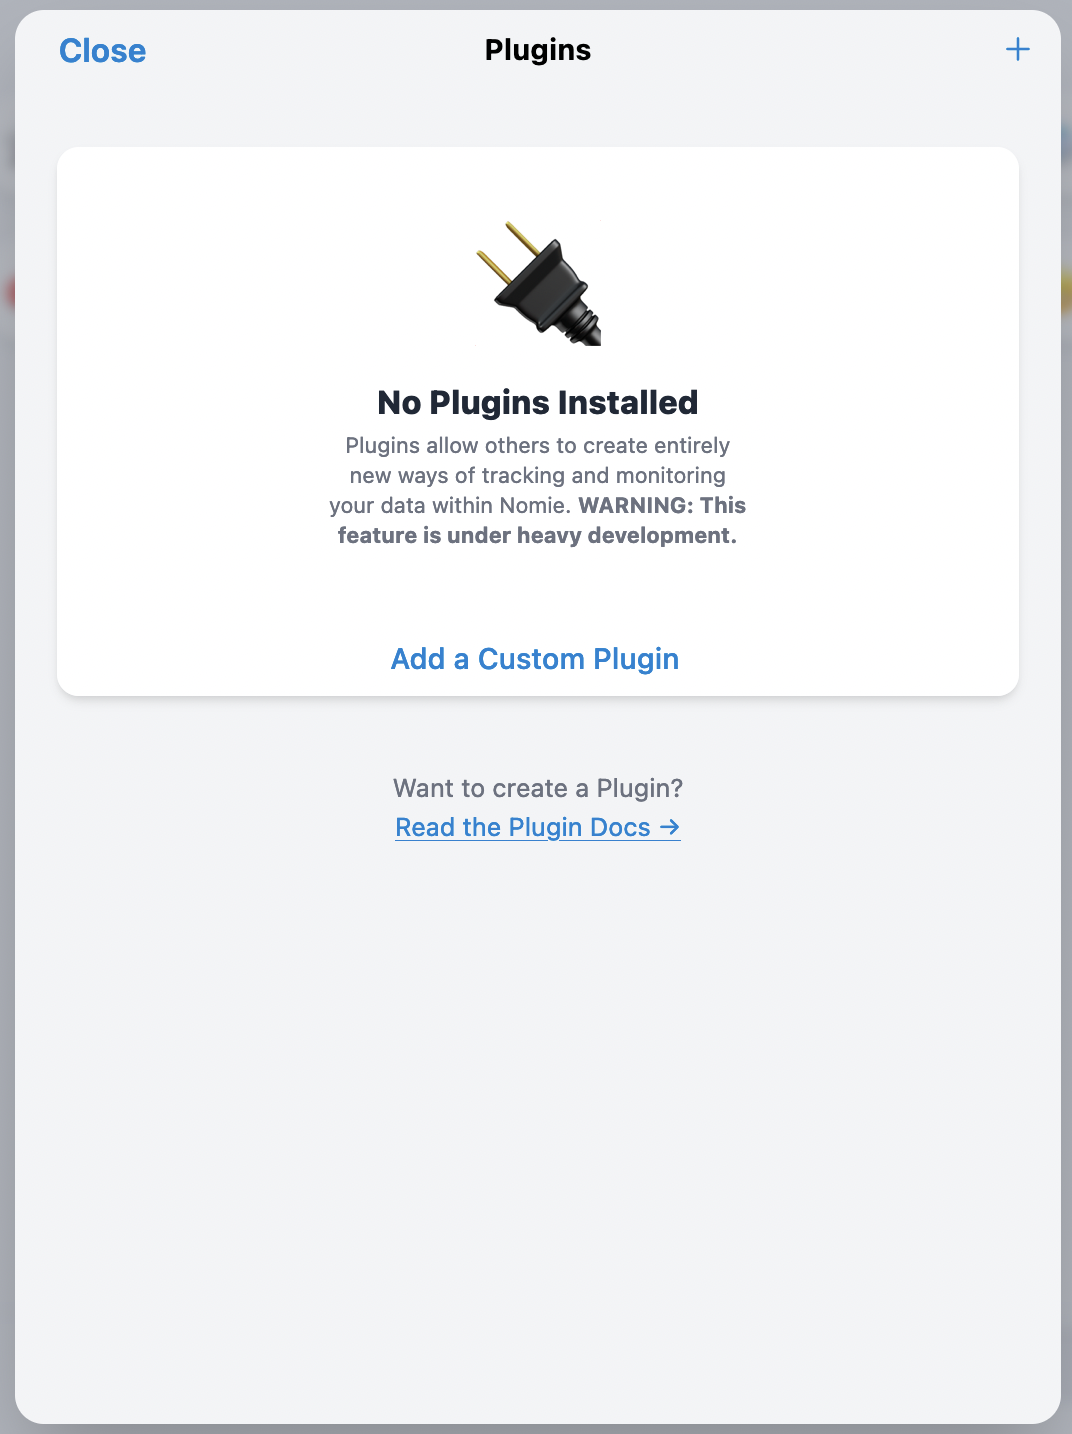 Close
Plugins
No Plugins Installed
Plugins allow others to create entirely
new ways of tracking and monitoring
your data within Nomie. WARNING: This
feature is under heavy development.
Add a Custom Plugin
Want to create a Plugin?
Read the Plugin Docs →